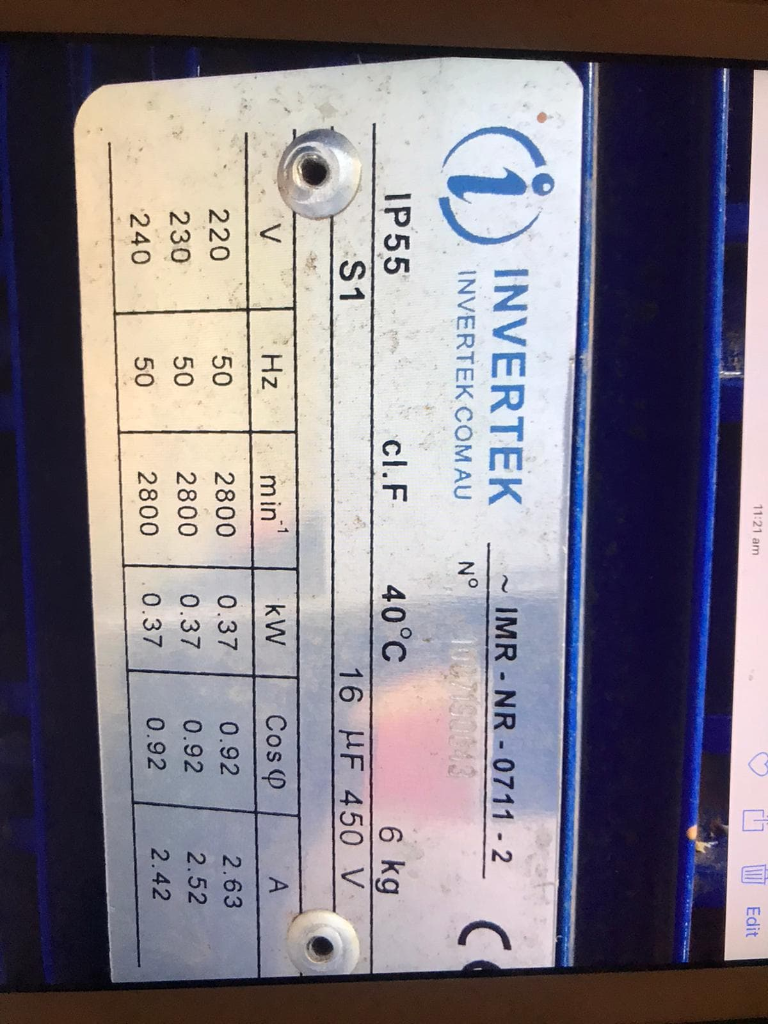 INVERTEK
INVERTEK.COM.AU
~ IMR - NR - 0711 - 2
N°
IP55 cl.F 40°C 6 kg
S1 16 µF 450 V
V Hz min⁻¹ kW Cosφ A
220 50 2800 0.37 0.92 2.63
230 50 2800 0.37 0.92 2.52
240 50 2800 0.37 0.92 2.42
11:21 am
Edit